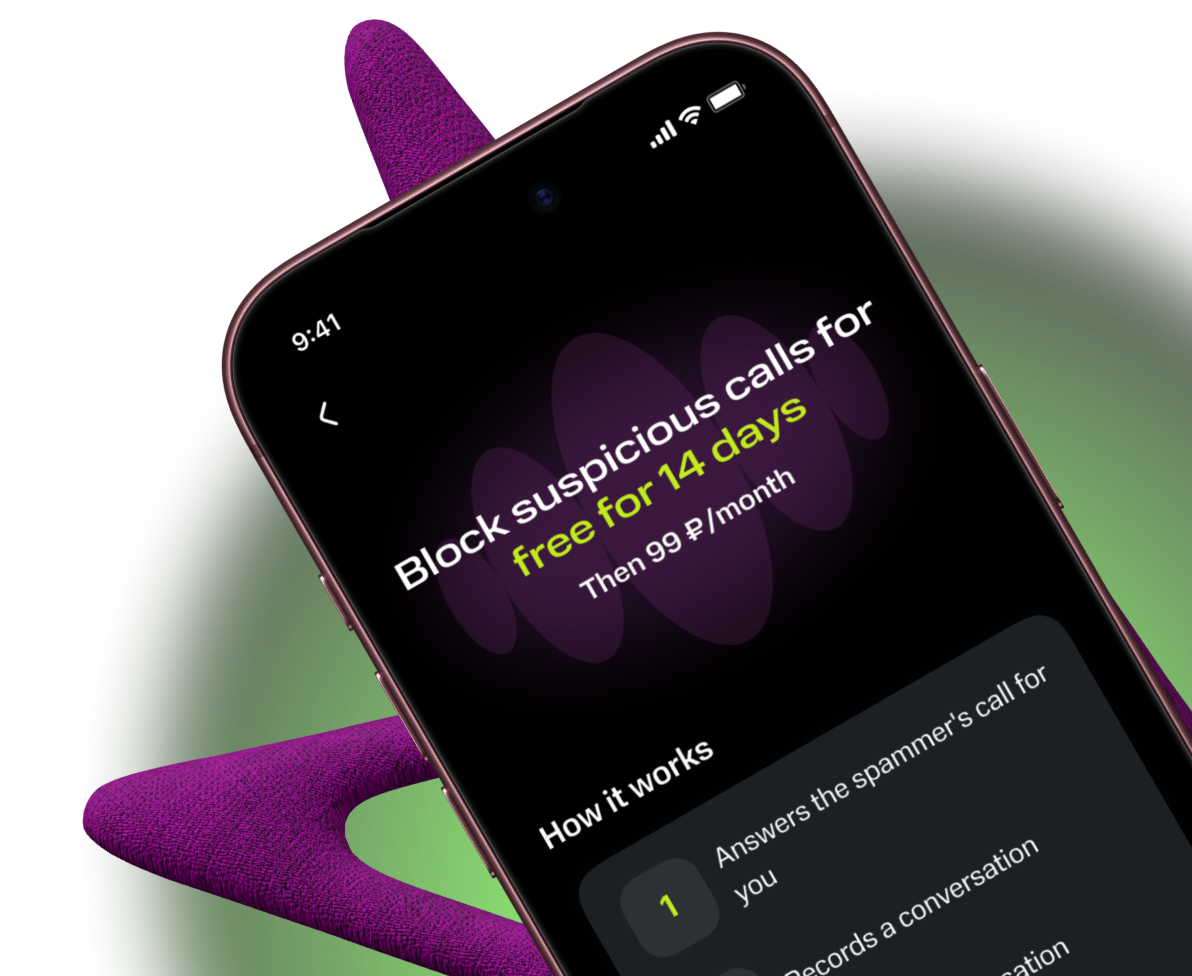 9:41
Block suspicious calls for
free for 14 days
Then 99 ₽/month
How it works
1
Answers the spammer's call for
you
Records a conversation